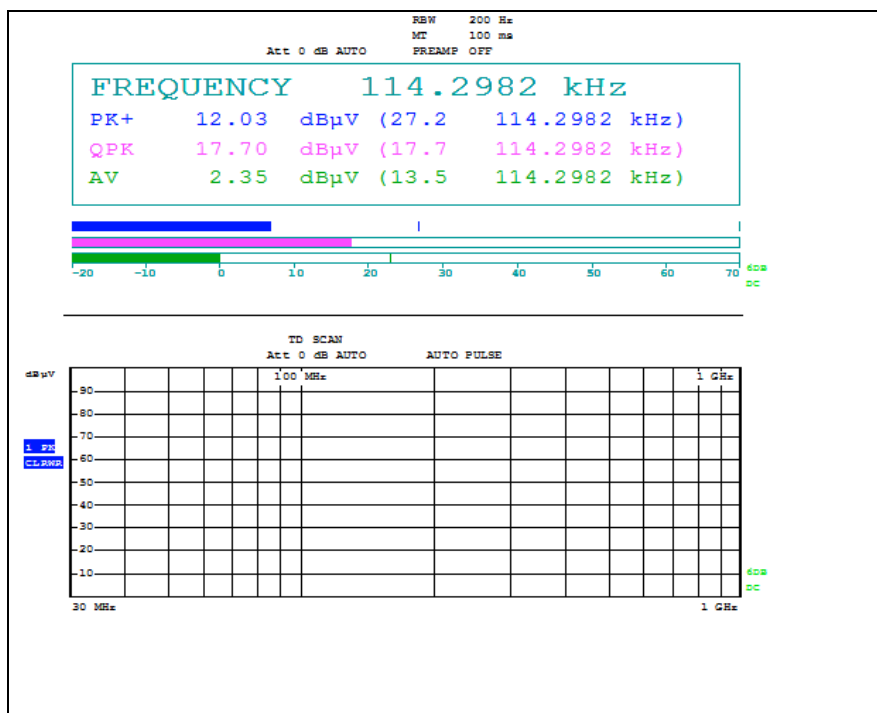 RBW 200 Hz
MT 100 ms
Att 0 dB AUTO PREAMP OFF
FREQUENCY 114.2982 kHz
PK+ 12.03 dBµV (27.2 114.2982 kHz)
QPK 17.70 dBµV (17.7 114.2982 kHz)
AV 2.35 dBµV (13.5 114.2982 kHz)
-20 -10 0 10 20 30 40 50 60 70 6DB
DC
TD SCAN
Att 0 dB AUTO AUTO PULSE
dBµV 100 MHz 1 GHz
90
80
70
1 PK
60
CLRWR
50
40
30
20
10 6DB
DC
30 MHz 1 GHz